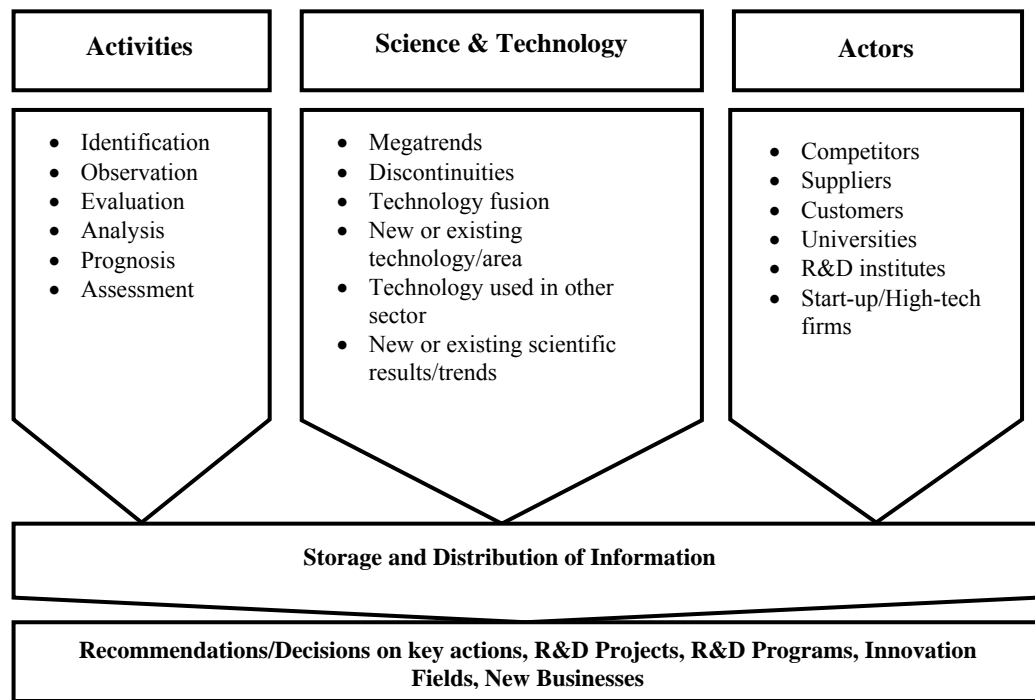 Activities
Science & Technology
Actors
• Identification
• Observation
• Evaluation
• Analysis
• Prognosis
• Assessment
• Megatrends
• Discontinuities
• Technology fusion
• New or existing
technology/area
• Technology used in other
sector
• New or existing scientific
results/trends
• Competitors
• Suppliers
• Customers
• Universities
• R&D institutes
• Start-up/High-tech
firms
Storage and Distribution of Information
Recommendations/Decisions on key actions, R&D Projects, R&D Programs, Innovation
Fields, New Businesses